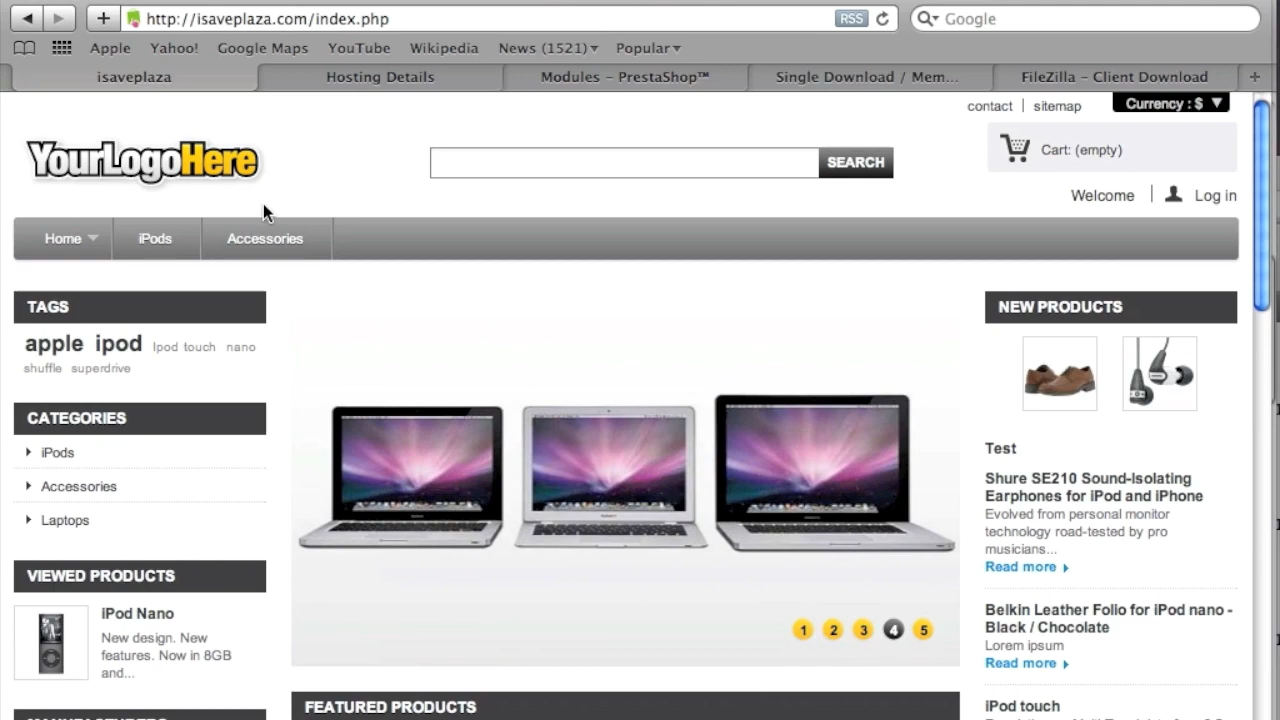 http://isaveplaza.com/index.php RSS Google
Apple Yahoo! Google Maps YouTube Wikipedia News (1521)▾ Popular▾
isaveplaza Hosting Details Modules – PrestaShop™ Single Download / Mem... FileZilla – Client Download
contact | sitemap Currency : $ ▼
YourLogoHere
SEARCH
Cart: (empty)
Welcome | Log in
Home iPods Accessories
TAGS
apple ipod Ipod touch nano
shuffle superdrive
CATEGORIES
iPods
Accessories
Laptops
VIEWED PRODUCTS
iPod Nano
New design. New
features. Now in 8GB
and...
1 2 3 4 5
FEATURED PRODUCTS
NEW PRODUCTS
Test
Shure SE210 Sound-Isolating
Earphones for iPod and iPhone
Evolved from personal monitor
technology road-tested by pro
musicians...
Read more
Belkin Leather Folio for iPod nano -
Black / Chocolate
Lorem ipsum
Read more
iPod touch